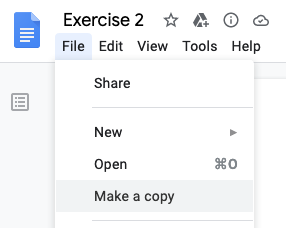 Exercise 2
File Edit View Tools Help
Share
New
Open ⌘O
Make a copy